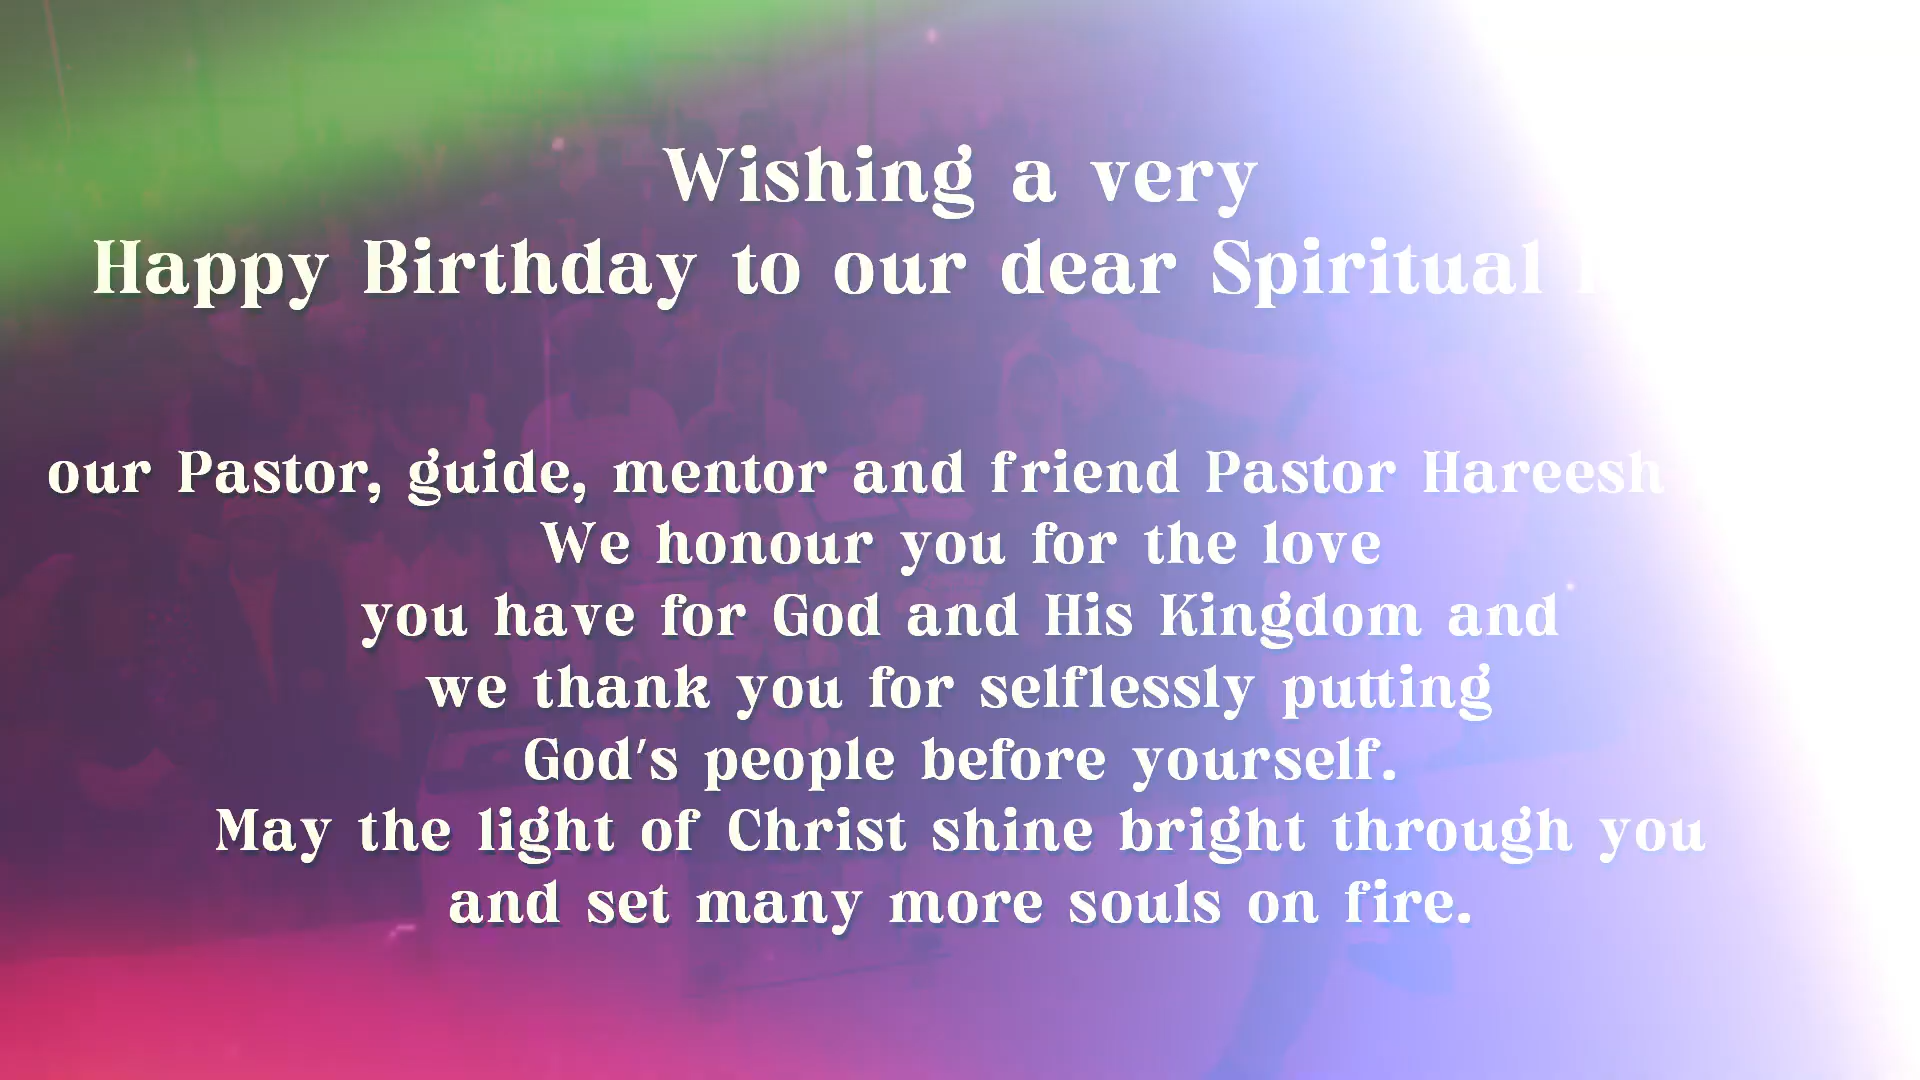 Wishing a very
Happy Birthday to our dear Spiritual
our Pastor, guide, mentor and friend Pastor Hareesh
We honour you for the love
you have for God and His Kingdom and
we thank you for selflessly putting
God's people before yourself.
May the light of Christ shine bright through you
and set many more souls on fire.